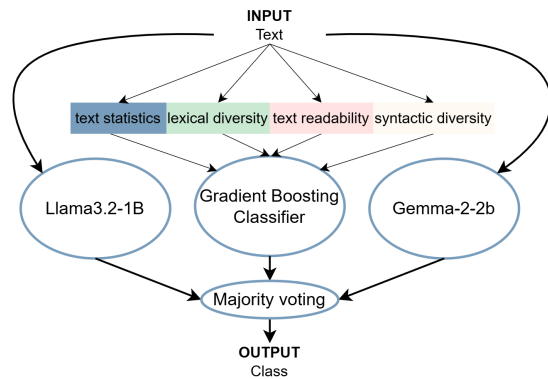 INPUT
Text
text statistics lexical diversity text readability syntactic diversity
Llama3.2-1B
Gradient Boosting
Classifier
Gemma-2-2b
Majority voting
OUTPUT
Class